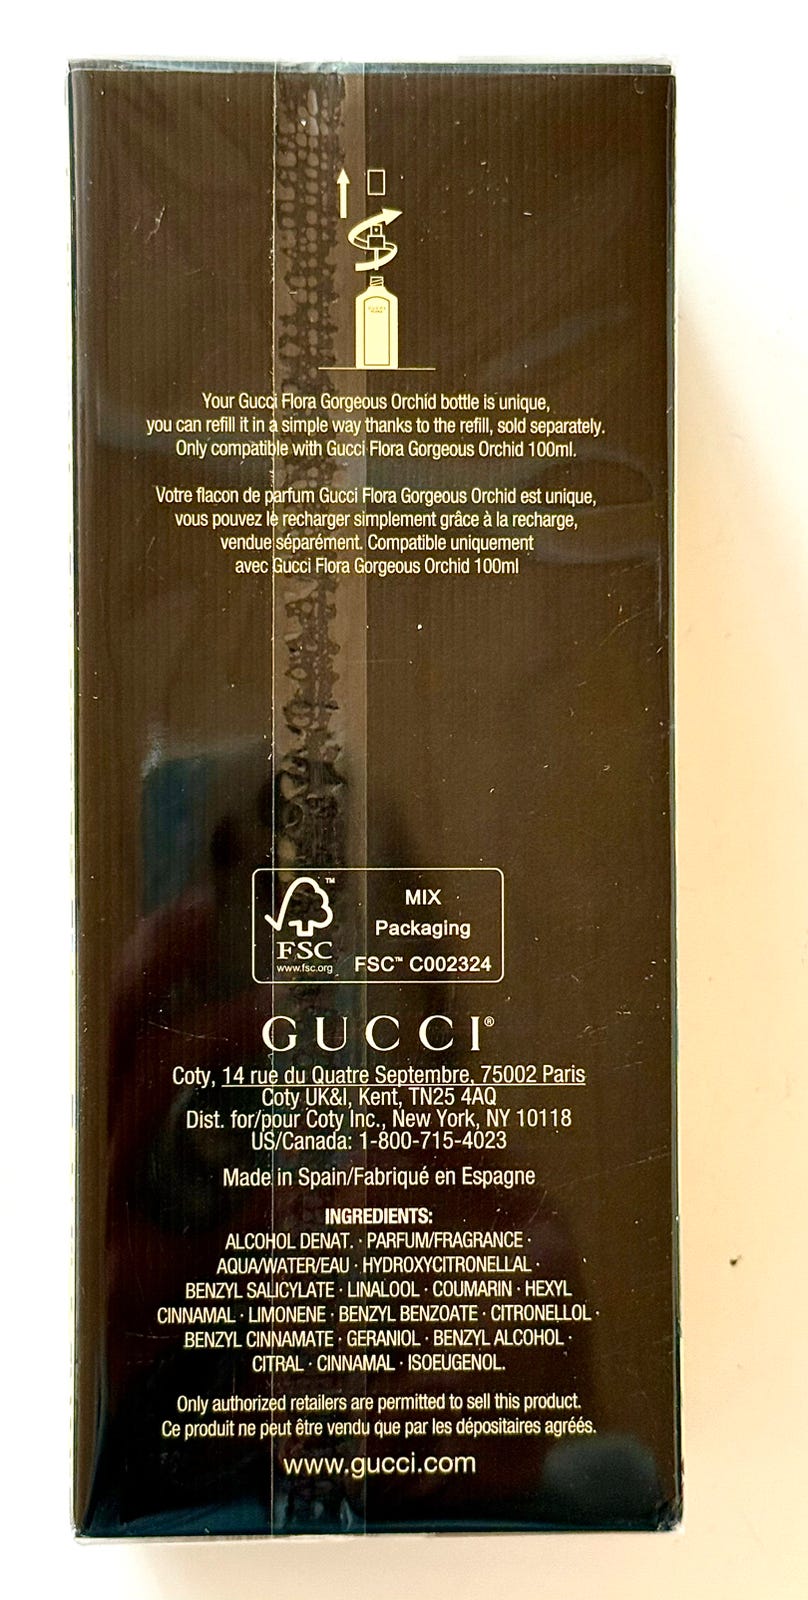 Your Gucci Flora Gorgeous Orchid bottle is unique,
you can refill it in a simple way thanks to the refill, sold separately.
Only compatible with Gucci Flora Gorgeous Orchid 100ml.
Votre flacon de parfum Gucci Flora Gorgeous Orchid est unique,
vous pouvez le recharger simplement grâce à la recharge,
vendue séparément. Compatible uniquement
avec Gucci Flora Gorgeous Orchid 100ml
FSC™
www.fsc.org
MIX
Packaging
FSC™ C002324
GUCCI®
Coty, 14 rue du Quatre Septembre, 75002 Paris
Coty UK&I, Kent, TN25 4AQ
Dist. for/pour Coty Inc., New York, NY 10118
US/Canada: 1-800-715-4023
Made in Spain/Fabriqué en Espagne
INGREDIENTS:
ALCOHOL DENAT. · PARFUM/FRAGRANCE ·
AQUA/WATER/EAU · HYDROXYCITRONELLAL ·
BENZYL SALICYLATE · LINALOOL · COUMARIN · HEXYL
CINNAMAL · LIMONENE · BENZYL BENZOATE · CITRONELLOL ·
BENZYL CINNAMATE · GERANIOL · BENZYL ALCOHOL ·
CITRAL · CINNAMAL · ISOEUGENOL.
Only authorized retailers are permitted to sell this product.
Ce produit ne peut être vendu que par les dépositaires agréés.
www.gucci.com